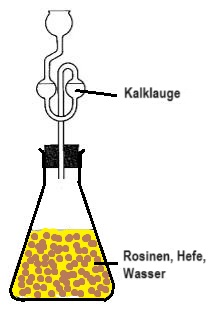 Kalklauge
Rosinen, Hefe,
Wasser